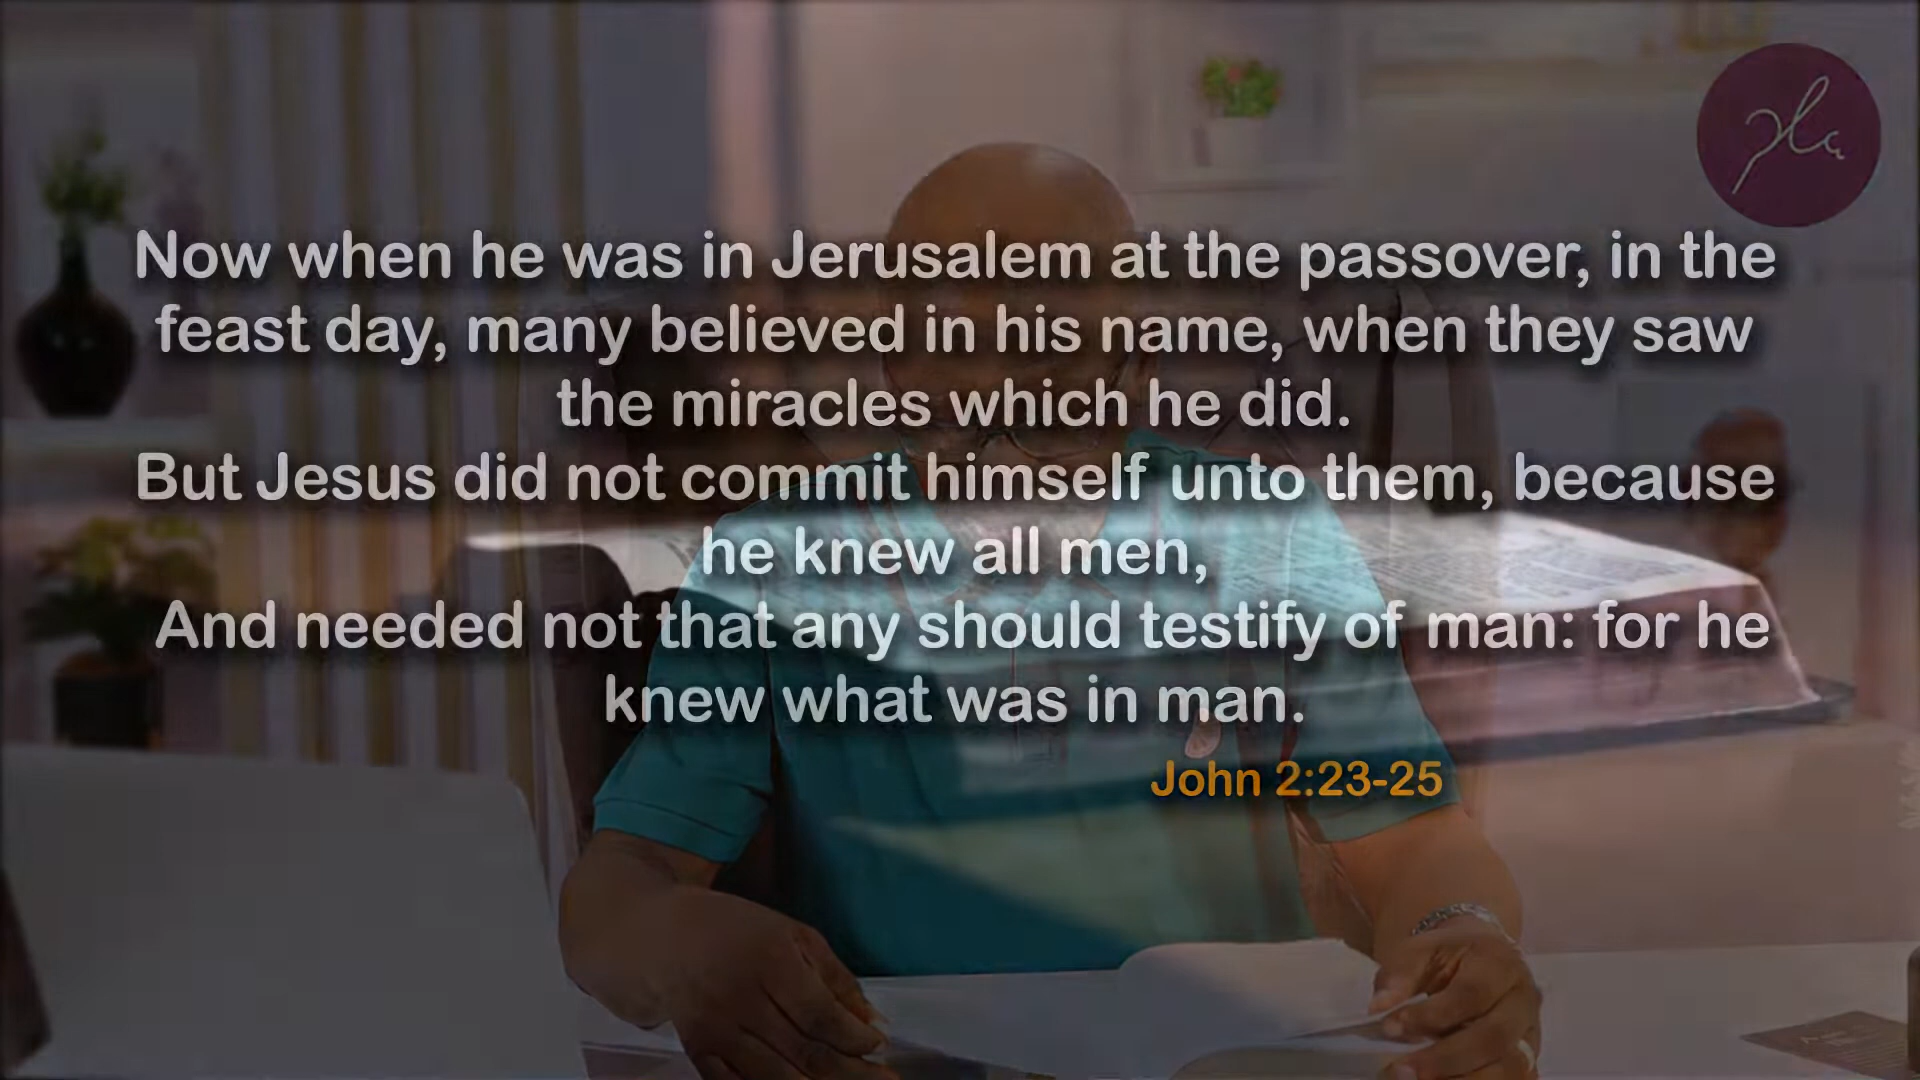 Now when he was in Jerusalem at the passover, in the
feast day, many believed in his name, when they saw
the miracles which he did.
But Jesus did not commit himself unto them, because
he knew all men,
And needed not that any should testify of man: for he
knew what was in man.
John 2:23-25